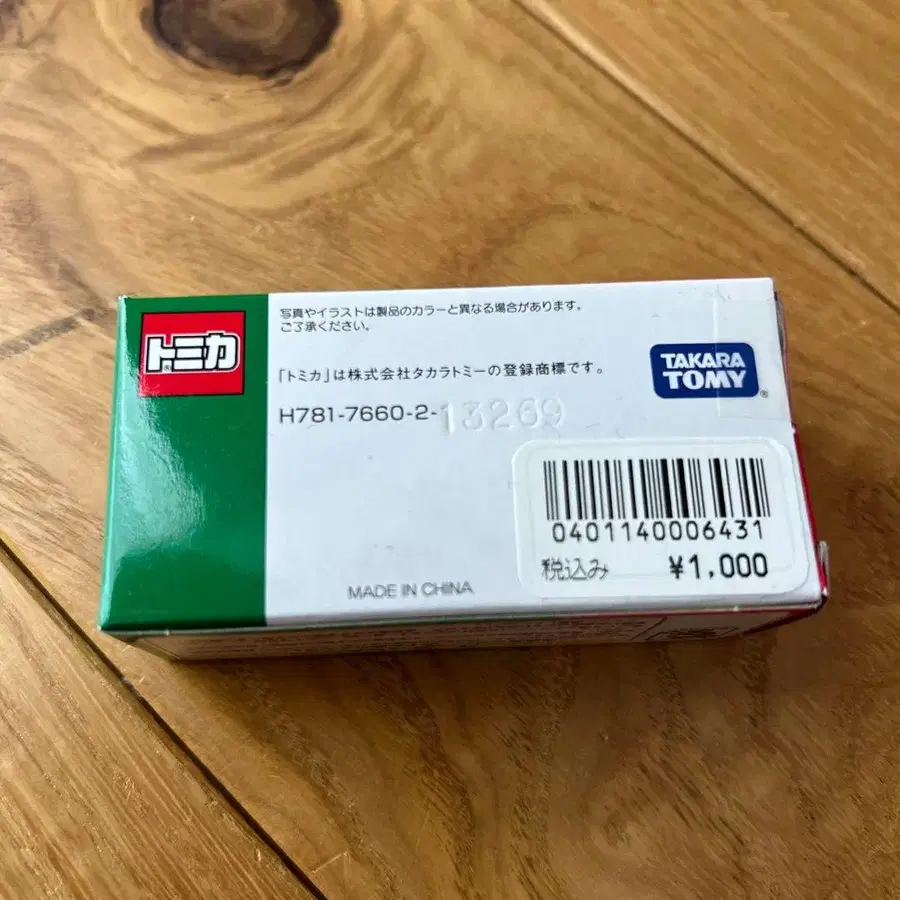 トミカ
写真やイラストは製品のカラーと異なる場合があります。
ご了承ください。
TAKARA
TOMY
「トミカ」は株式会社タカラトミーの登録商標です。
H781-7660-2-13269
0401140006431
税込み ¥1,000
MADE IN CHINA